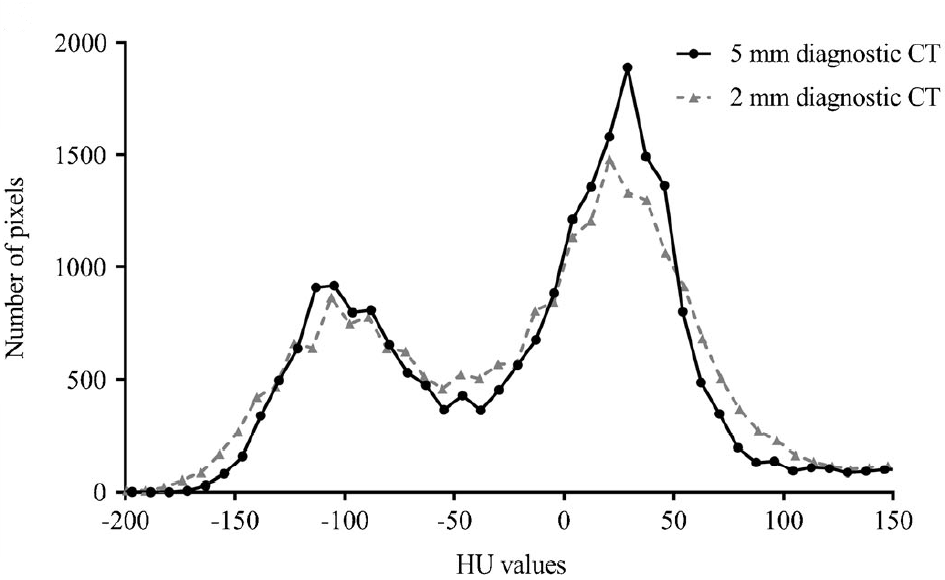 5 mm diagnostic CT
2 mm diagnostic CT
Number of pixels
2000
1500
1000
500
0
-200 -150 -100 -50 0 50 100 150
HU values